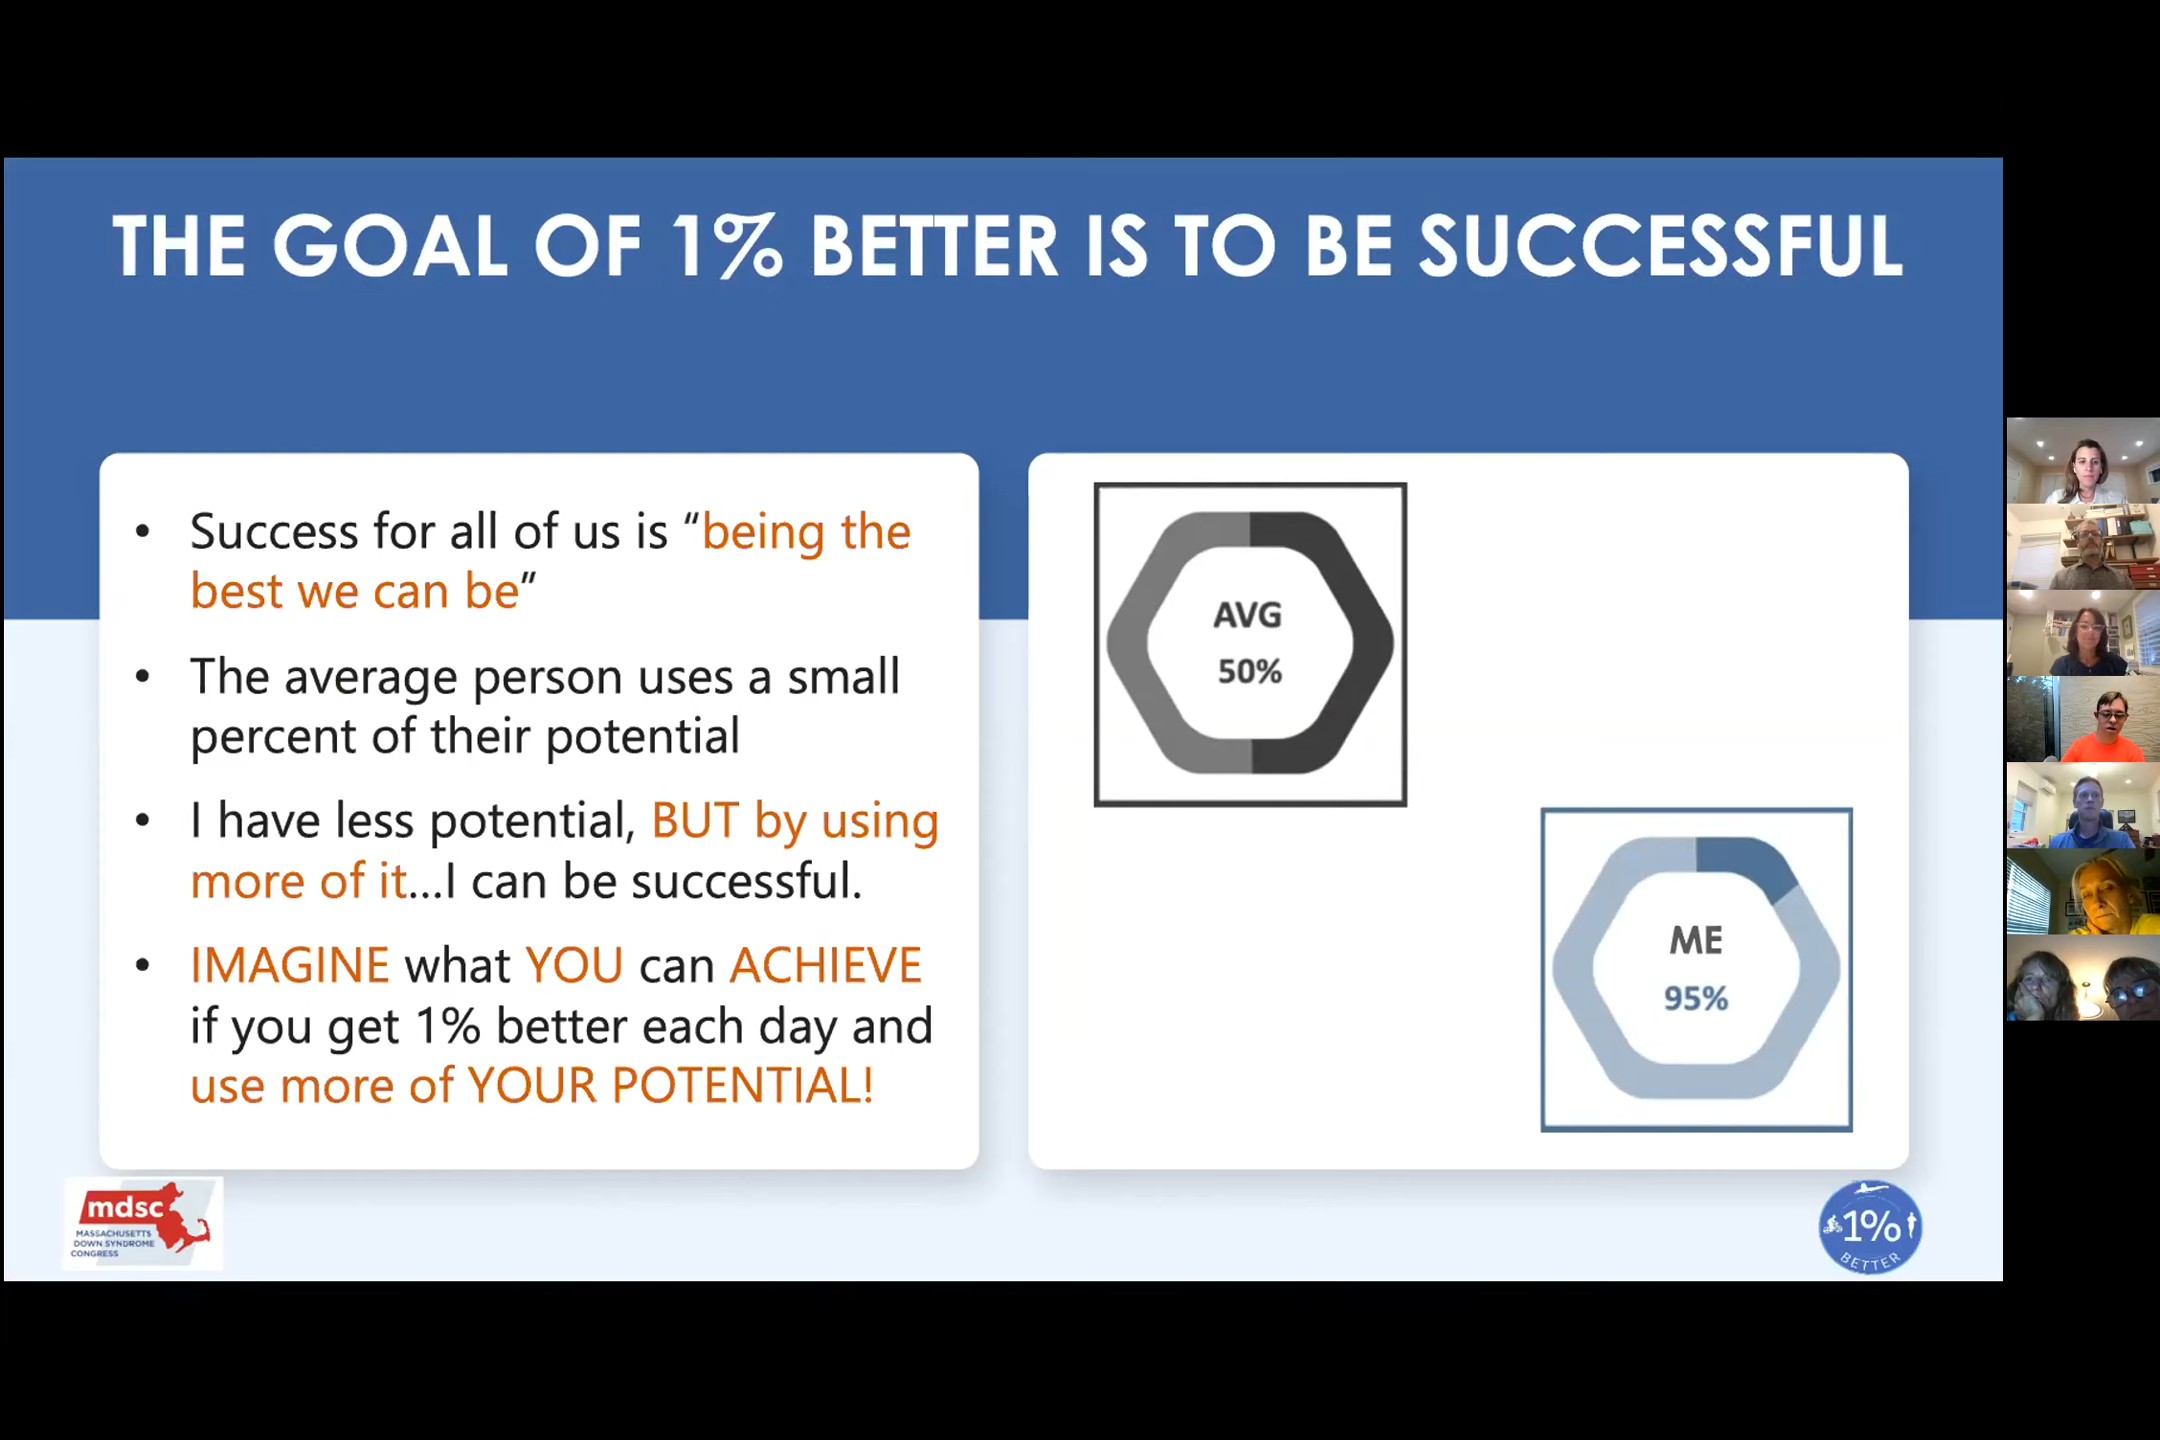 THE GOAL OF 1% BETTER IS TO BE SUCCESSFUL
• Success for all of us is “being the
best we can be”
• The average person uses a small
percent of their potential
• I have less potential, BUT by using
more of it...I can be successful.
• IMAGINE what YOU can ACHIEVE
if you get 1% better each day and
use more of YOUR POTENTIAL!
AVG
50%
ME
95%
mdsc
MASSACHUSETTS
DOWN SYNDROME
CONGRESS
1%
BETTER